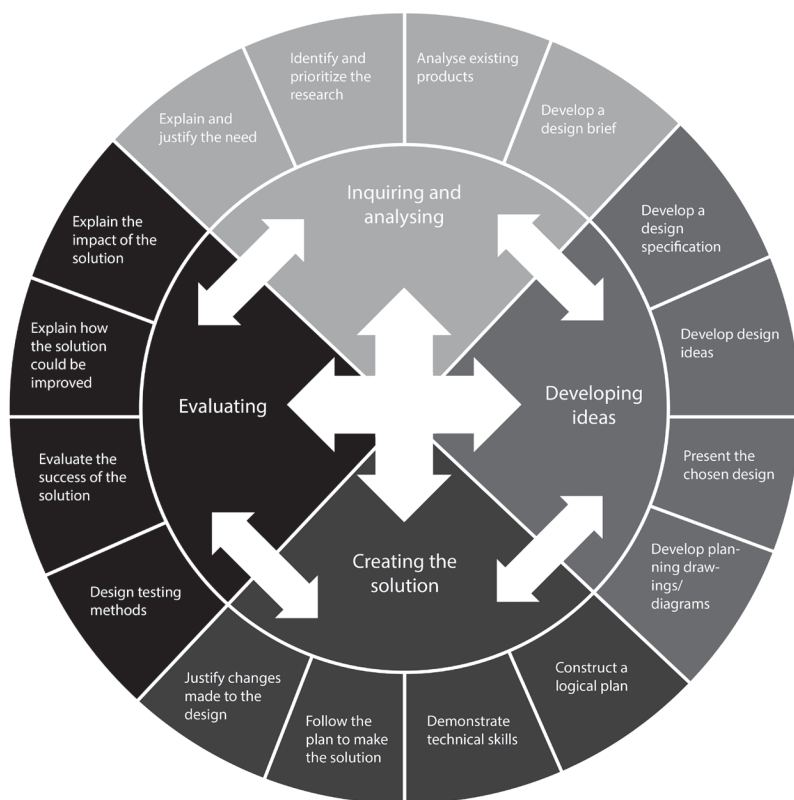 Identify and
prioritize the
research
Analyse existing
products
Develop a
design brief
Explain and
justify the need
Inquiring and
analysing
Develop a
design
specification
Explain the
impact of the
solution
Explain how
the solution
could be
improved
Develop design
ideas
Evaluating
Developing
ideas
Evaluate the
success of the
solution
Present the
chosen design
Creating the
solution
Develop plan-
ning draw-
ings/
diagrams
Design testing
methods
Construct a
logical plan
Justify changes
made to the
design
Follow the
plan to make
the solution
Demonstrate
technical skills